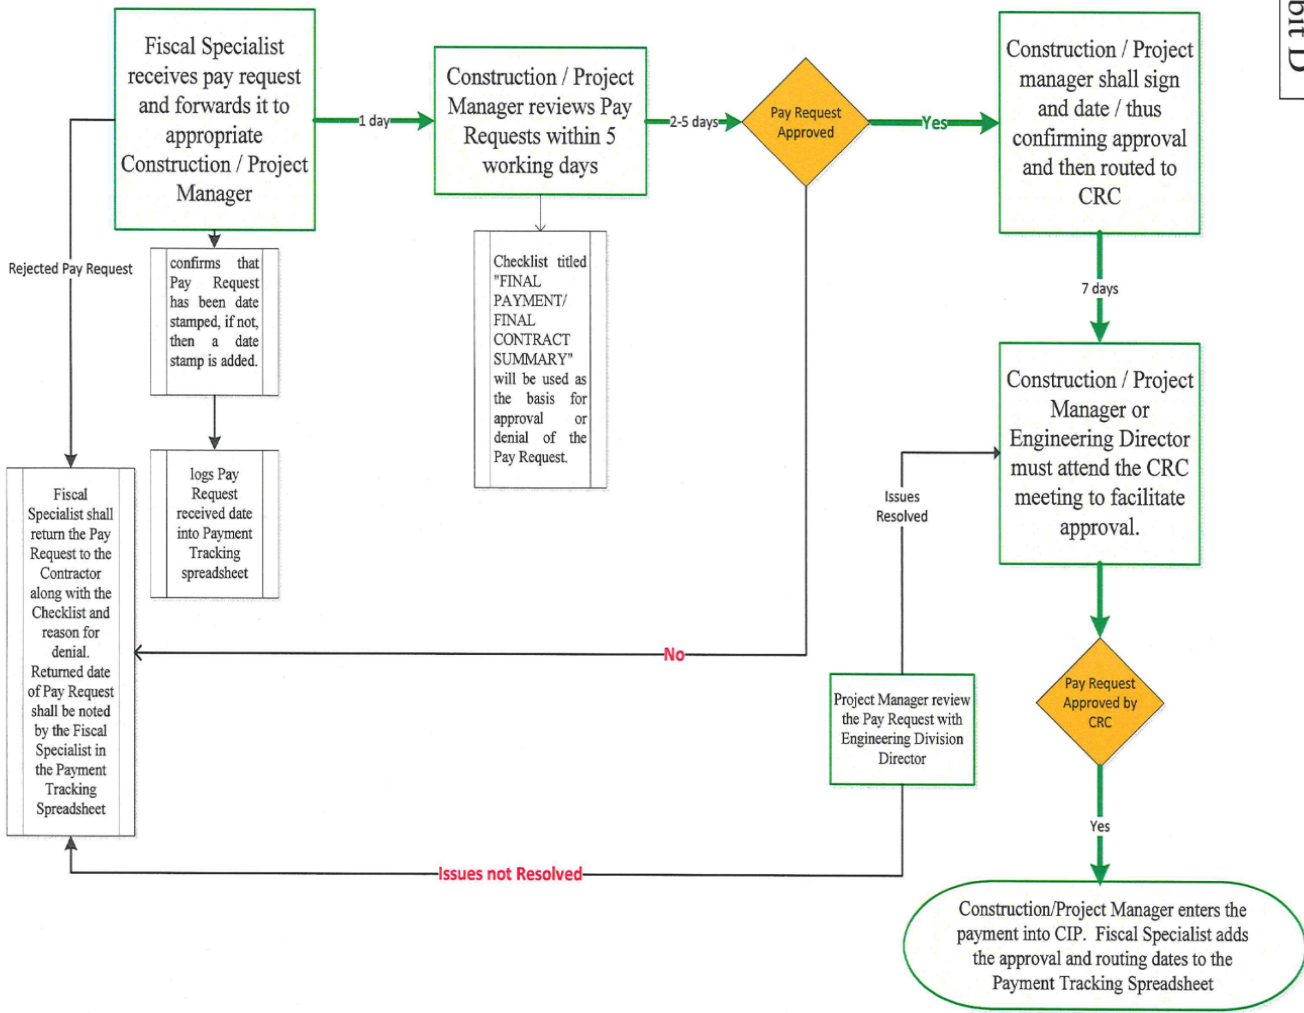 Fiscal Specialist
receives pay request
and forwards it to
appropriate
Construction / Project
Manager
1 day
Construction / Project
Manager reviews Pay
Requests within 5
working days
2-5 days
Pay Request
Approved
Yes
Construction / Project
manager shall sign
and date / thus
confirming approval
and then routed to
CRC
bit D
Rejected Pay Request
confirms that
Pay Request
has been date
stamped, if not,
then a date
stamp is added.
Checklist titled
"FINAL
PAYMENT/
FINAL
CONTRACT
SUMMARY"
will be used as
the basis for
approval or
denial of the
Pay Request.
7 days
Construction / Project
Manager or
Engineering Director
must attend the CRC
meeting to facilitate
approval.
logs Pay
Request
received date
into Payment
Tracking
spreadsheet
Fiscal
Specialist shall
return the Pay
Request to the
Contractor
along with the
Checklist and
reason for
denial.
Returned date
of Pay Request
shall be noted
by the Fiscal
Specialist in
the Payment
Tracking
Spreadsheet
Issues
Resolved
No
Project Manager review
the Pay Request with
Engineering Division
Director
Pay Request
Approved by
CRC
Yes
Issues not Resolved
Construction/Project Manager enters the
payment into CIP. Fiscal Specialist adds
the approval and routing dates to the
Payment Tracking Spreadsheet